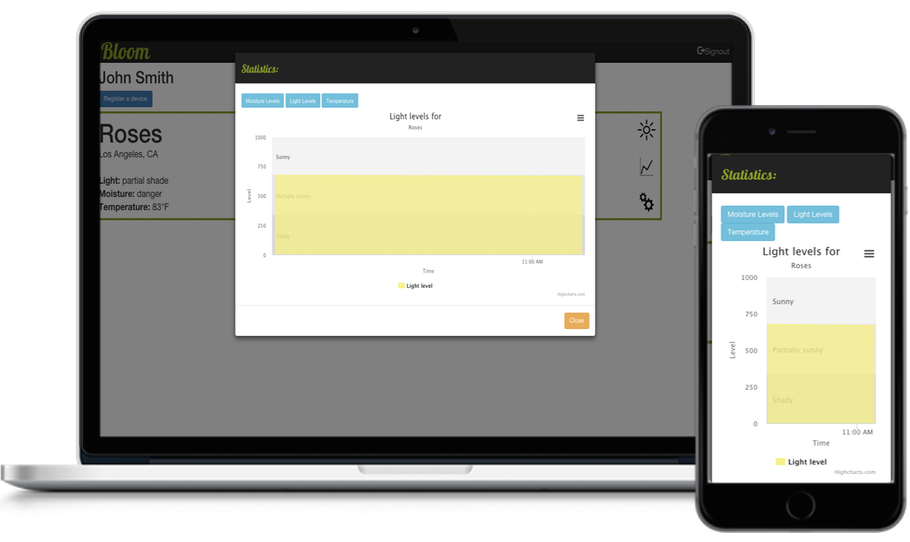 Bloom
Signout
John Smith
Register a device
Roses
Los Angeles, CA
Light: partial shade
Moisture: danger
Temperature: 83°F
Statistics:
Moisture Levels Light Levels Temperature
Light levels for
Roses
1000
Sunny
750
Level
500
Partially sunny
250
Shady
0
11:00 AM
Time
Light level
Highcharts.com
Close
Statistics:
Moisture Levels Light Levels
Temperature
Light levels for
Roses
1000
Sunny
750
Level
500
Partially sunny
250
Shady
0
11:00 AM
Time
Light level
Highcharts.com